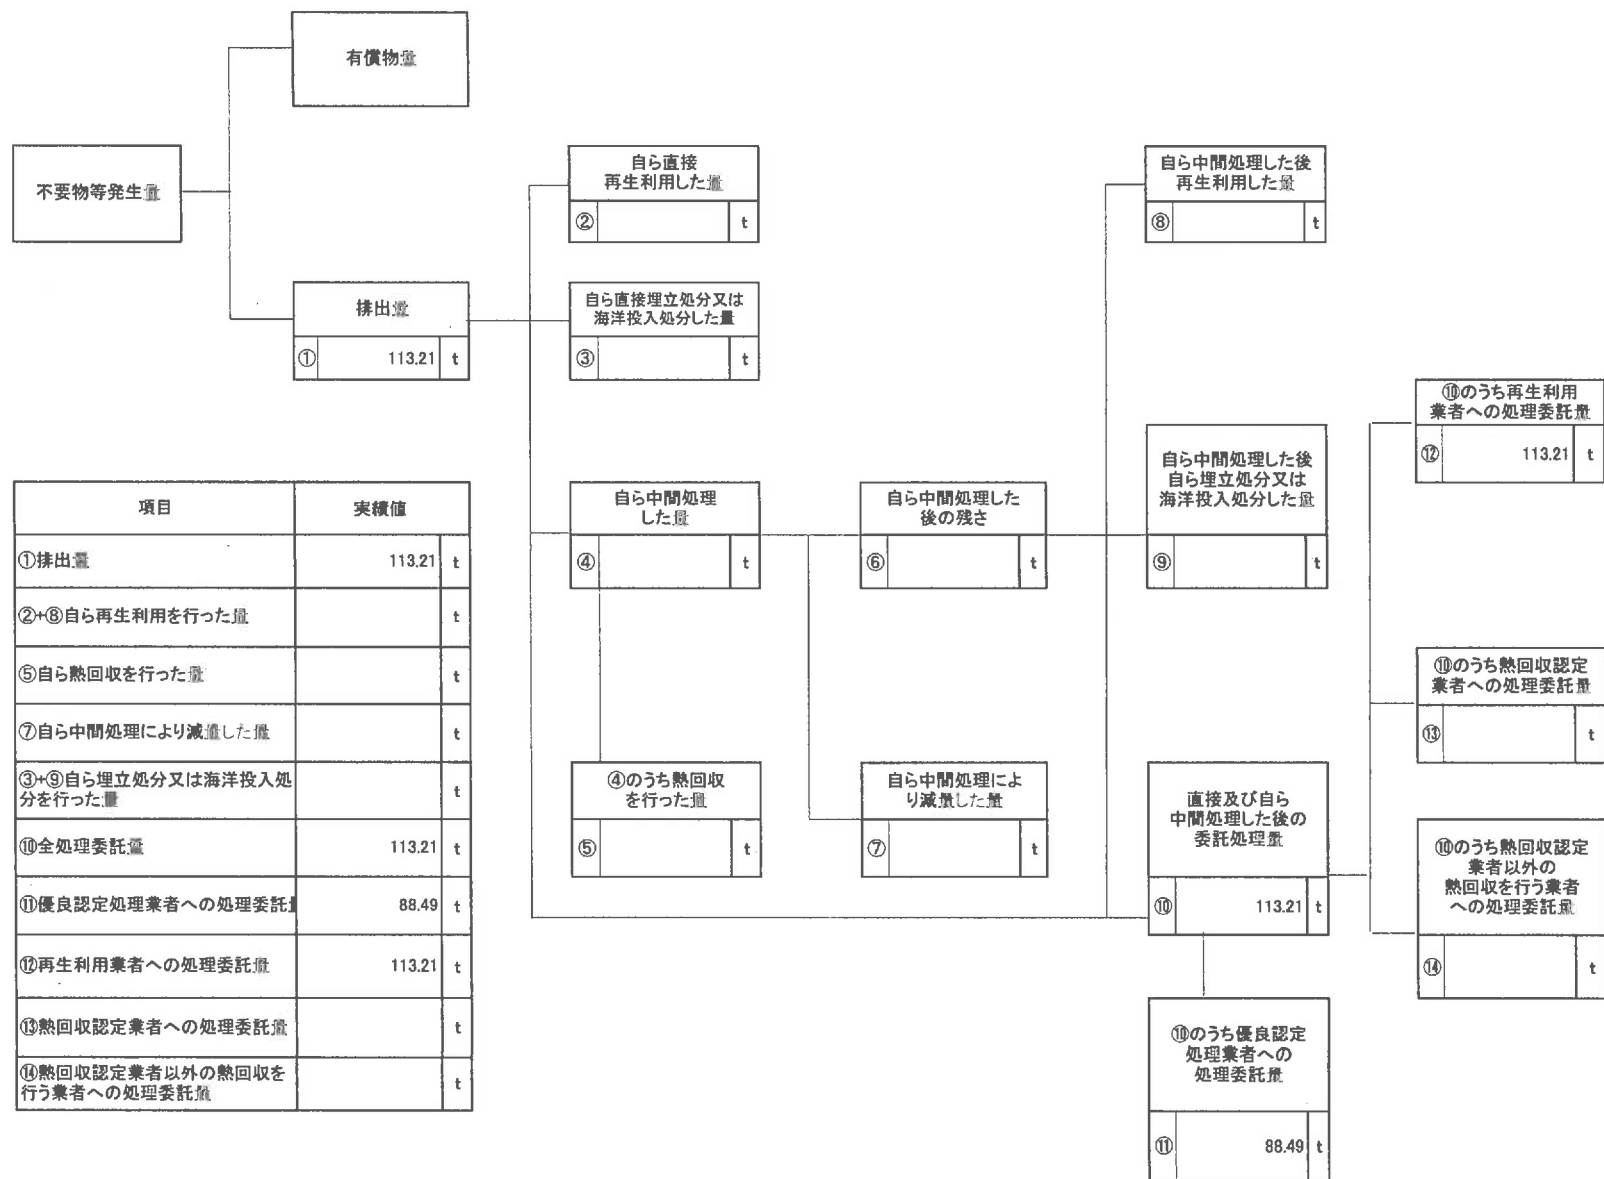 有償物量
不要物等発生量
排出量
① 113.21 t
自ら直接
再生利用した量
② t
自ら直接埋立処分又は
海洋投入処分した量
③ t
自ら中間処理した後
再生利用した量
⑧ t
自ら中間処理
した量
④ t
自ら中間処理した
後の残さ
⑥ t
自ら中間処理した後
自ら埋立処分又は
海洋投入処分した量
⑨ t
④のうち熱回収
を行った量
⑤ t
自ら中間処理によ
り減量した量
⑦ t
直接及び自ら
中間処理した後の
委託処理量
⑩ 113.21 t
⑩のうち優良認定
処理業者への
処理委託量
⑪ 88.49 t
⑩のうち再生利用
業者への処理委託量
⑫ 113.21 t
⑩のうち熱回収認定
業者への処理委託量
⑬ t
⑩のうち熱回収認定
業者以外の
熱回収を行う業者
への処理委託量
⑭ t
項目 実績値
①排出量 113.21 t
②+⑧自ら再生利用を行った量 t
⑤自ら熱回収を行った量 t
⑦自ら中間処理により減量した量 t
③+⑨自ら埋立処分又は海洋投入処
分を行った量 t
⑩全処理委託量 113.21 t
⑪優良認定処理業者への処理委託量 88.49 t
⑫再生利用業者への処理委託量 113.21 t
⑬熱回収認定業者への処理委託量 t
⑭熱回収認定業者以外の熱回収を
行う業者への処理委託量 t